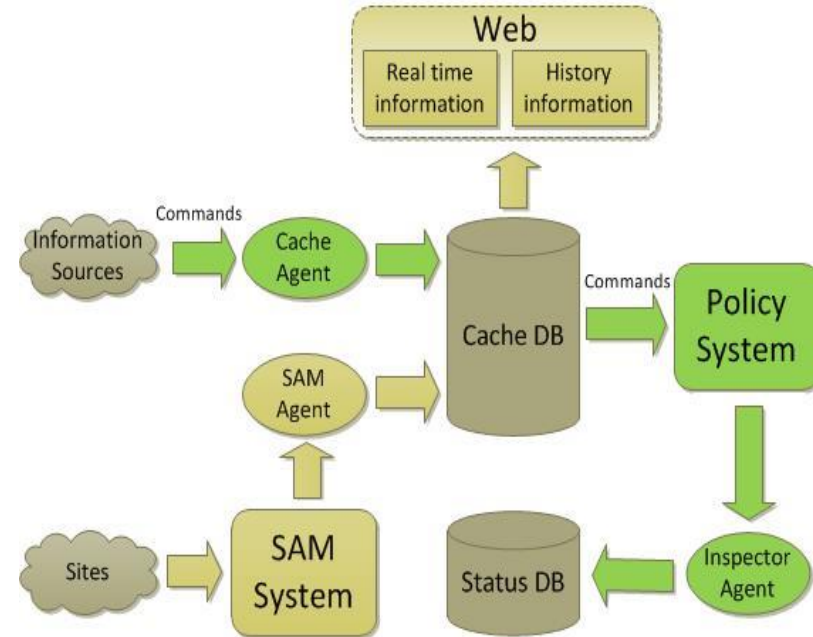 Web
Real time
information
History
information
Commands
Information
Sources
Cache
Agent
Cache DB
Commands
Policy
System
SAM
Agent
Sites
SAM
System
Status DB
Inspector
Agent